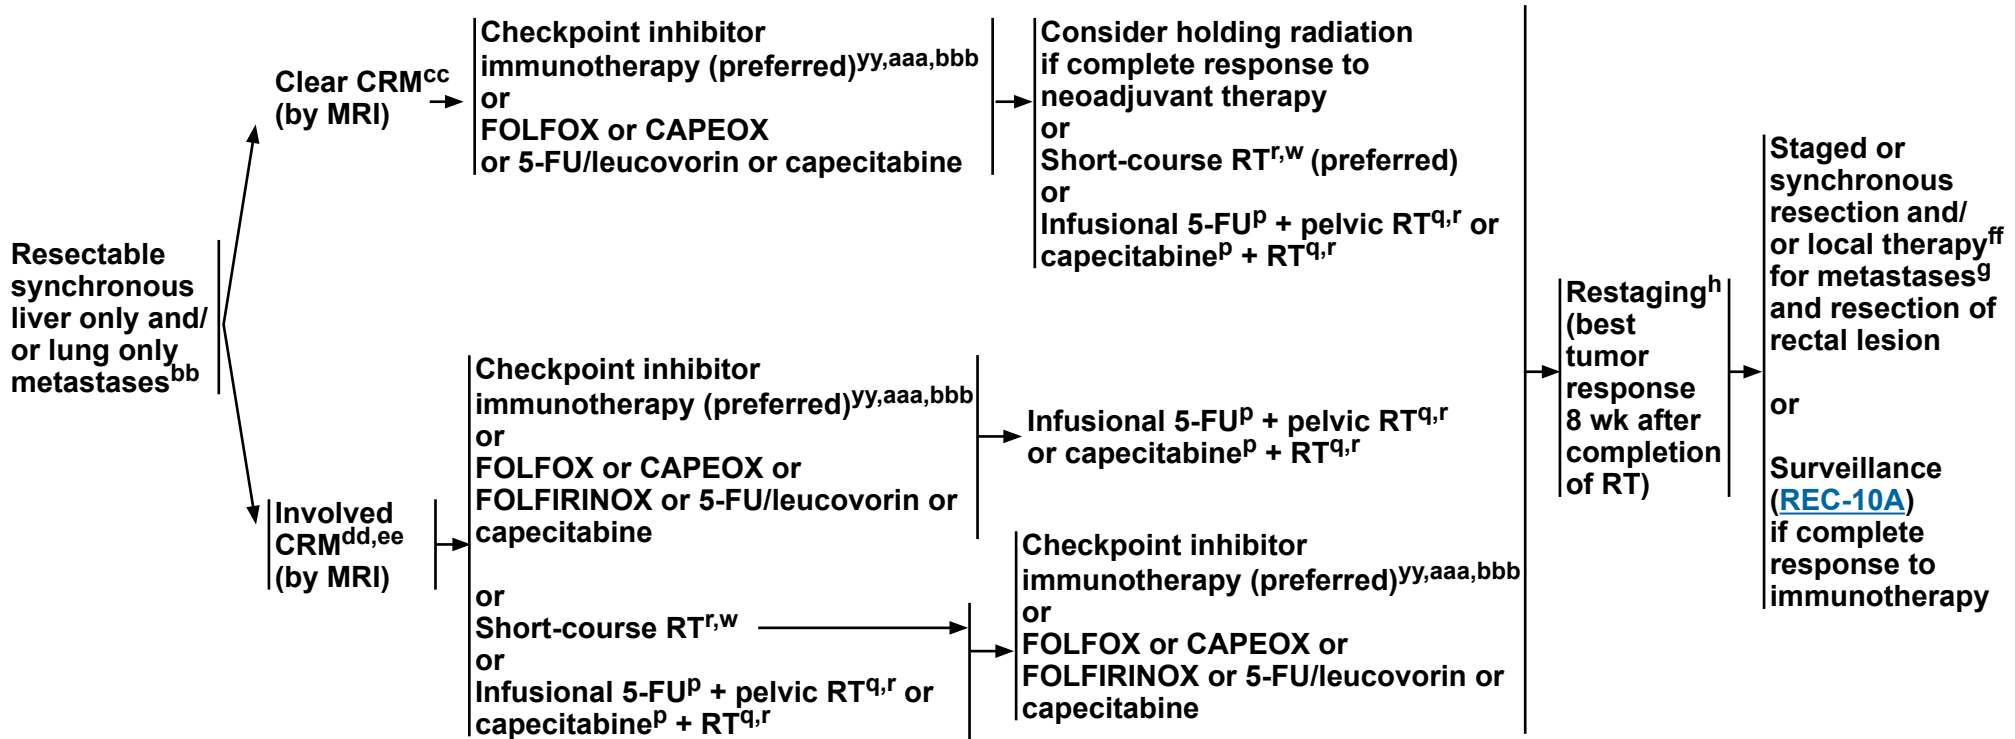 Resectable
synchronous
liver only and/
or lung only
metastasesbb
Clear CRMcc
(by MRI)
Checkpoint inhibitor
immunotherapy (preferred)yy,aaa,bbb
or
FOLFOX or CAPEOX
or 5-FU/leucovorin or capecitabine
Consider holding radiation
if complete response to
neoadjuvant therapy
or
Short-course RTr,w (preferred)
or
Infusional 5-FUp + pelvic RTq,r or
capecitabinep + RTq,r
Involved
CRMdd,ee
(by MRI)
Checkpoint inhibitor
immunotherapy (preferred)yy,aaa,bbb
or
FOLFOX or CAPEOX or
FOLFIRINOX or 5-FU/leucovorin or
capecitabine
Infusional 5-FUp + pelvic RTq,r
or capecitabinep + RTq,r
or
Short-course RTr,w
or
Infusional 5-FUp + pelvic RTq,r or
capecitabinep + RTq,r
Checkpoint inhibitor
immunotherapy (preferred)yy,aaa,bbb
or
FOLFOX or CAPEOX or
FOLFIRINOX or 5-FU/leucovorin or
capecitabine
Restagingh
(best
tumor
response
8 wk after
completion
of RT)
Staged or
synchronous
resection and/
or local therapyff
for metastasesg
and resection of
rectal lesion
or
Surveillance
(REC-10A)
if complete
response to
immunotherapy